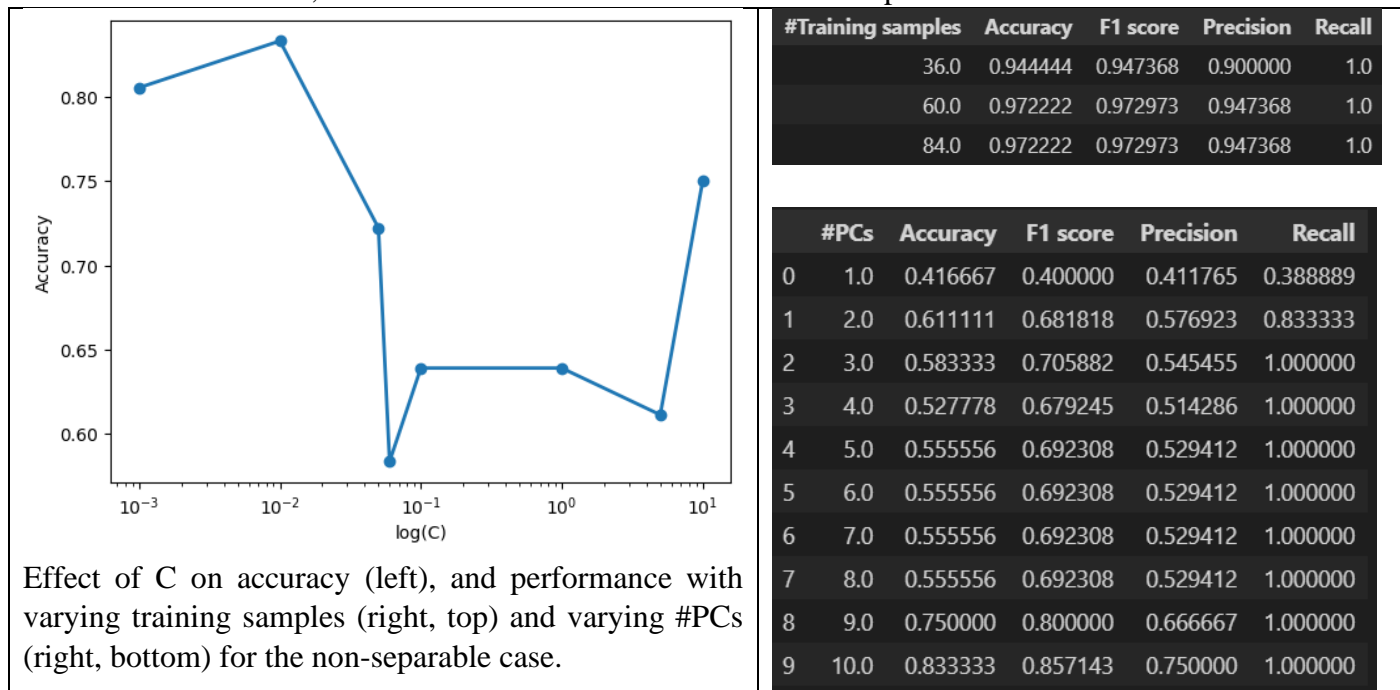 0.80
0.75
0.70
0.65
0.60
Accuracy
10⁻³ 10⁻² 10⁻¹ 10⁰ 10¹
log(C)
Effect of C on accuracy (left), and performance with
varying training samples (right, top) and varying #PCs
(right, bottom) for the non-separable case.
#Training samples Accuracy F1 score Precision Recall
36.0 0.944444 0.947368 0.900000 1.0
60.0 0.972222 0.972973 0.947368 1.0
84.0 0.972222 0.972973 0.947368 1.0
#PCs Accuracy F1 score Precision Recall
0 1.0 0.416667 0.400000 0.411765 0.388889
1 2.0 0.611111 0.681818 0.576923 0.833333
2 3.0 0.583333 0.705882 0.545455 1.000000
3 4.0 0.527778 0.679245 0.514286 1.000000
4 5.0 0.555556 0.692308 0.529412 1.000000
5 6.0 0.555556 0.692308 0.529412 1.000000
6 7.0 0.555556 0.692308 0.529412 1.000000
7 8.0 0.555556 0.692308 0.529412 1.000000
8 9.0 0.750000 0.800000 0.666667 1.000000
9 10.0 0.833333 0.857143 0.750000 1.000000